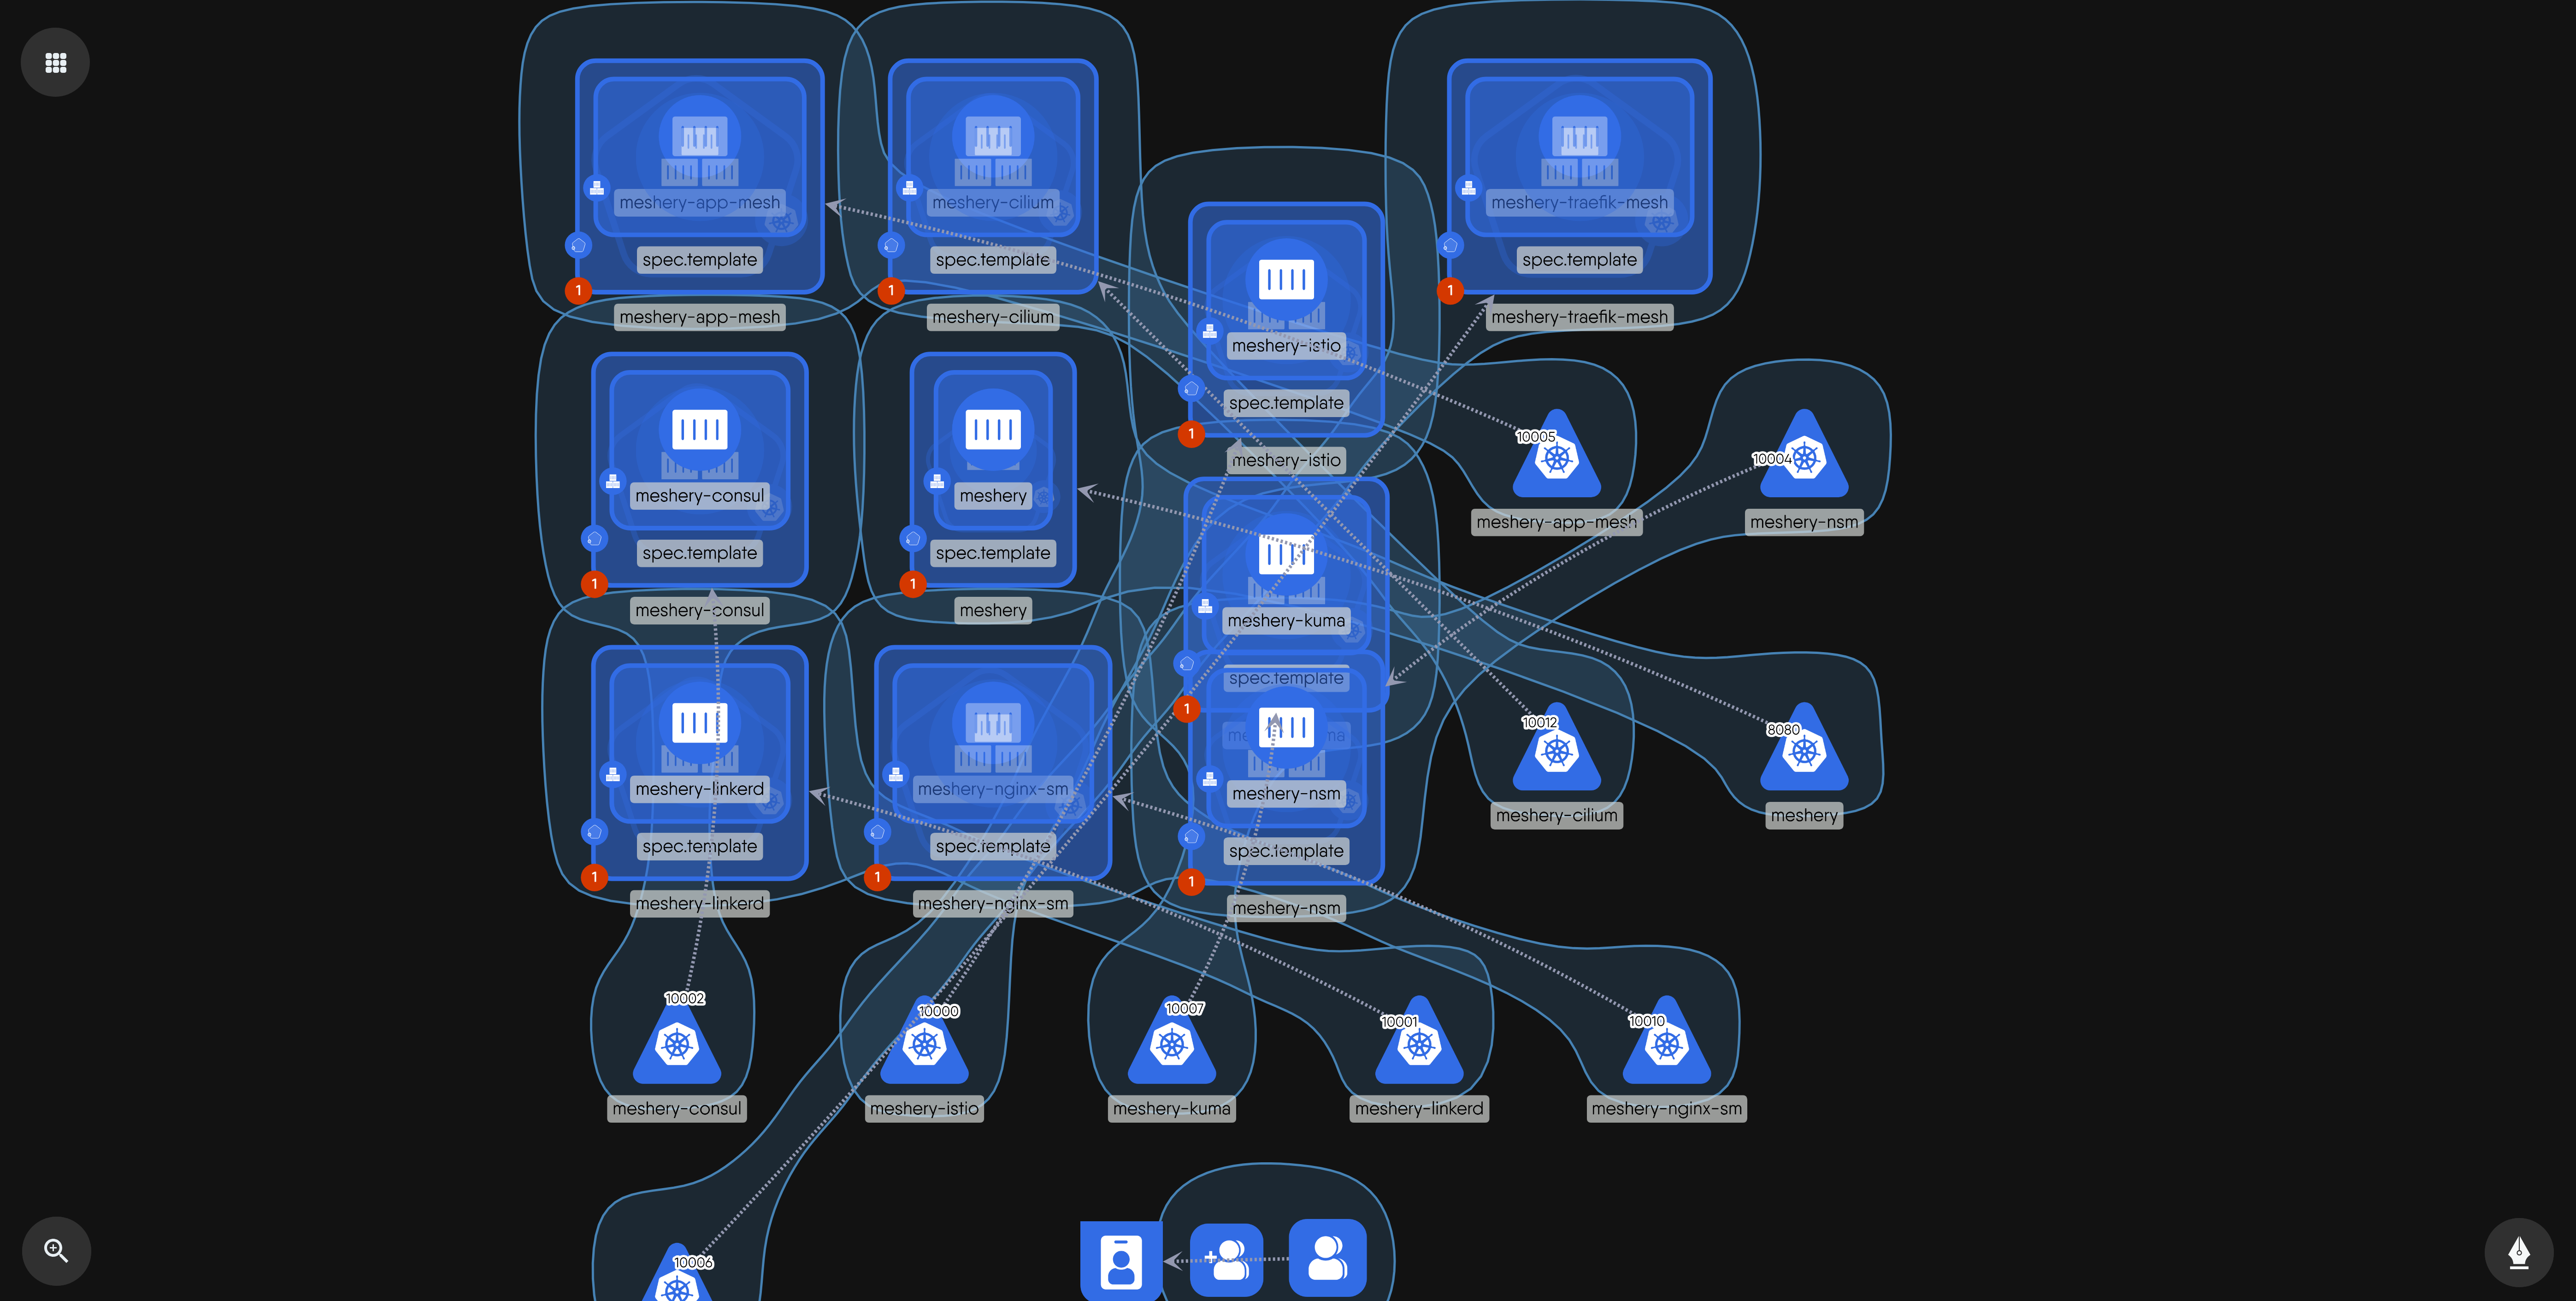 meshery-app-mesh
spec.template
1
meshery-app-mesh
meshery-cilium
spec.template
1
meshery-cilium
meshery-istio
spec.template
1
meshery-istio
meshery-traefik-mesh
spec.template
1
meshery-traefik-mesh
meshery-consul
spec.template
1
meshery-consul
meshery
spec.template
1
meshery
meshery-kuma
spec.template
1
10005
meshery-app-mesh
10004
meshery-nsm
meshery-linkerd
spec.template
1
meshery-linkerd
meshery-nginx-sm
spec.template
1
meshery-nginx-sm
meshery-nsm
spec.template
1
meshery-nsm
10012
meshery-cilium
8080
meshery
10002
meshery-consul
10000
meshery-istio
10007
meshery-kuma
10001
meshery-linkerd
10010
meshery-nginx-sm
10006